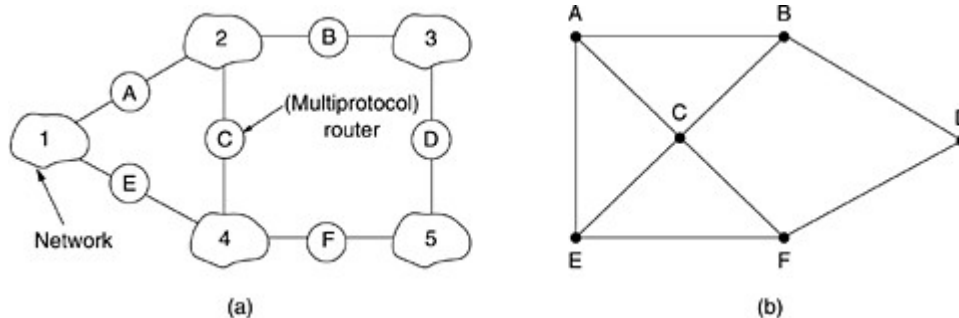 2 B 3
A
(Multiprotocol)
router
1 C D
E
Network
4 F 5
(a)
A B
C
E F
(b)